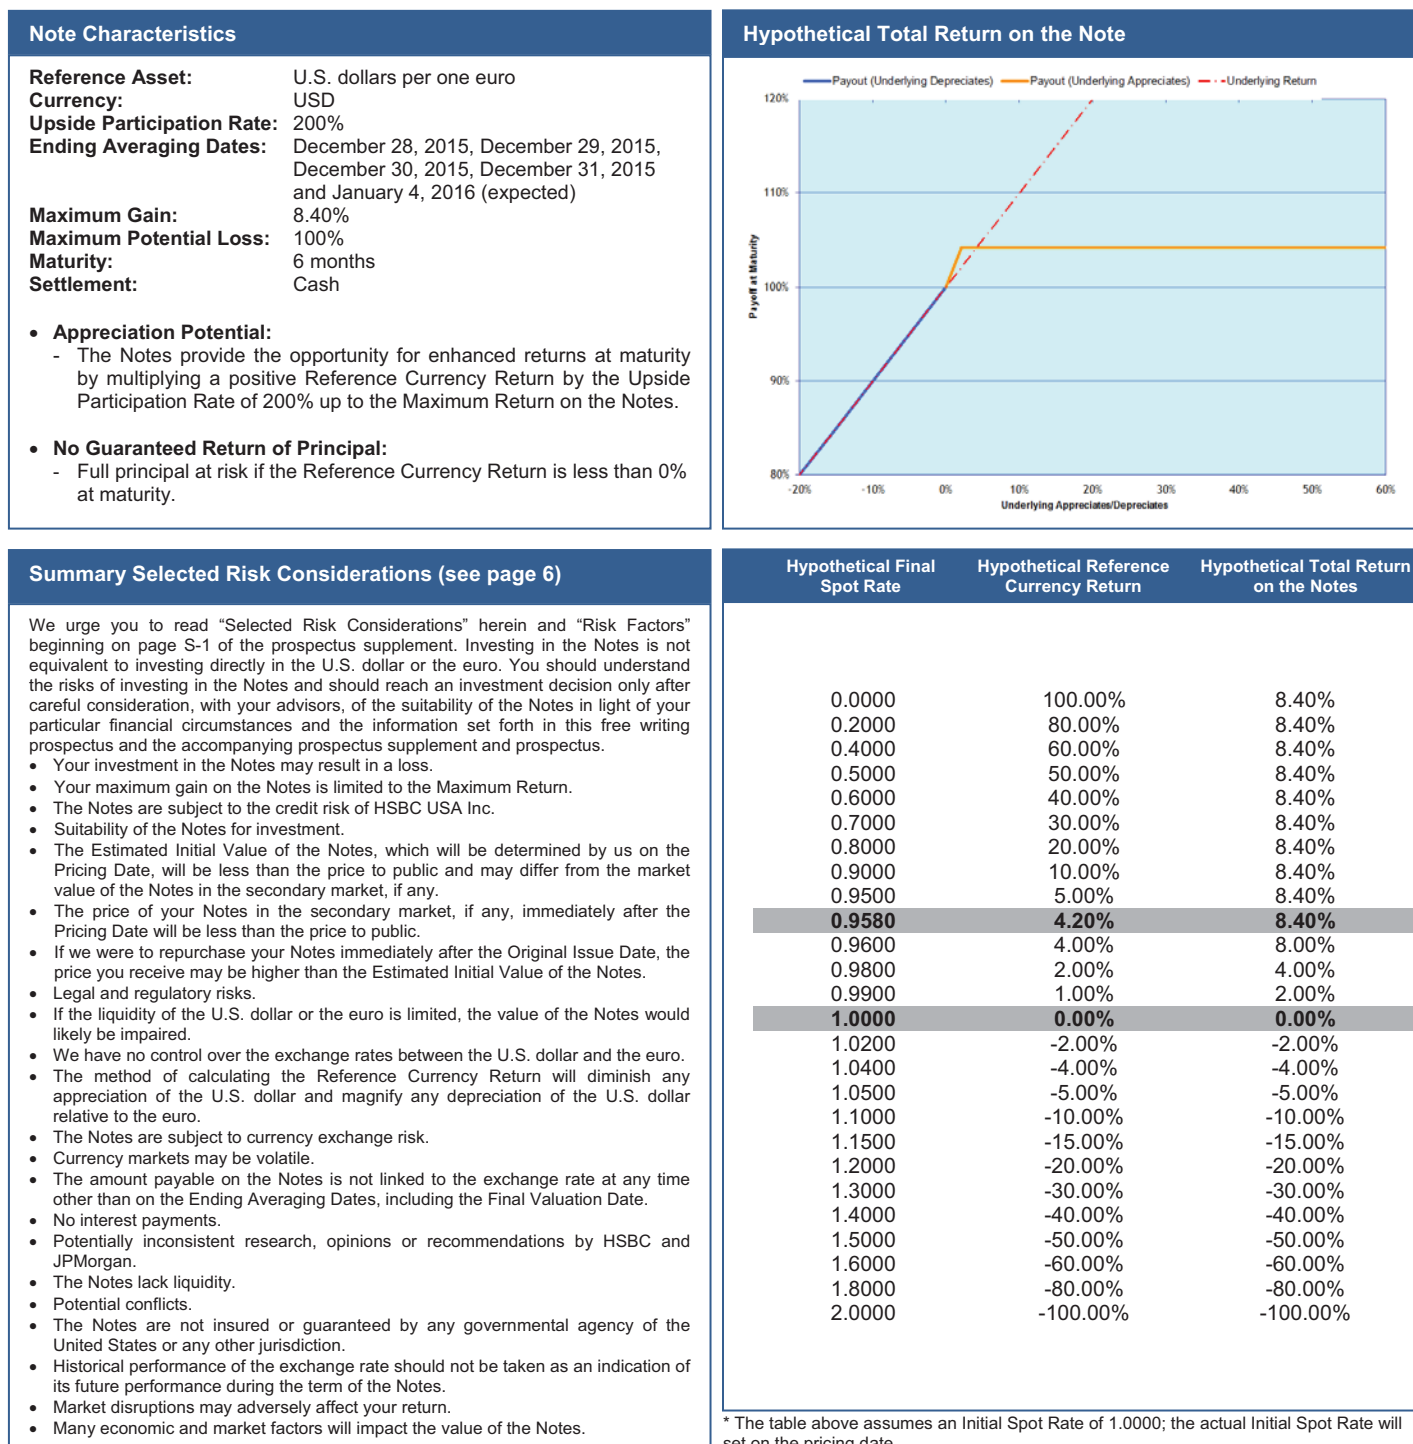 Note Characteristics
Reference Asset: U.S. dollars per one euro
Currency: USD
Upside Participation Rate: 200%
Ending Averaging Dates: December 28, 2015, December 29, 2015,
December 30, 2015, December 31, 2015
and January 4, 2016 (expected)
Maximum Gain: 8.40%
Maximum Potential Loss: 100%
Maturity: 6 months
Settlement: Cash
• Appreciation Potential:
- The Notes provide the opportunity for enhanced returns at maturity
by multiplying a positive Reference Currency Return by the Upside
Participation Rate of 200% up to the Maximum Return on the Notes.
• No Guaranteed Return of Principal:
- Full principal at risk if the Reference Currency Return is less than 0%
at maturity.
Hypothetical Total Return on the Note
Payout (Underlying Depreciates) Payout (Underlying Appreciates) Underlying Return
120%
110%
100%
90%
80%
Payoff at Maturity
-20% -10% 0% 10% 20% 30% 40% 50% 60%
Underlying Appreciates/Depreciates
Summary Selected Risk Considerations (see page 6)
We urge you to read “Selected Risk Considerations” herein and “Risk Factors”
beginning on page S-1 of the prospectus supplement. Investing in the Notes is not
equivalent to investing directly in the U.S. dollar or the euro. You should understand
the risks of investing in the Notes and should reach an investment decision only after
careful consideration, with your advisors, of the suitability of the Notes in light of your
particular financial circumstances and the information set forth in this free writing
prospectus and the accompanying prospectus supplement and prospectus.
• Your investment in the Notes may result in a loss.
• Your maximum gain on the Notes is limited to the Maximum Return.
• The Notes are subject to the credit risk of HSBC USA Inc.
• Suitability of the Notes for investment.
• The Estimated Initial Value of the Notes, which will be determined by us on the
Pricing Date, will be less than the price to public and may differ from the market
value of the Notes in the secondary market, if any.
• The price of your Notes in the secondary market, if any, immediately after the
Pricing Date will be less than the price to public.
• If we were to repurchase your Notes immediately after the Original Issue Date, the
price you receive may be higher than the Estimated Initial Value of the Notes.
• Legal and regulatory risks.
• If the liquidity of the U.S. dollar or the euro is limited, the value of the Notes would
likely be impaired.
• We have no control over the exchange rates between the U.S. dollar and the euro.
• The method of calculating the Reference Currency Return will diminish any
appreciation of the U.S. dollar and magnify any depreciation of the U.S. dollar
relative to the euro.
• The Notes are subject to currency exchange risk.
• Currency markets may be volatile.
• The amount payable on the Notes is not linked to the exchange rate at any time
other than on the Ending Averaging Dates, including the Final Valuation Date.
• No interest payments.
• Potentially inconsistent research, opinions or recommendations by HSBC and
JPMorgan.
• The Notes lack liquidity.
• Potential conflicts.
• The Notes are not insured or guaranteed by any governmental agency of the
United States or any other jurisdiction.
• Historical performance of the exchange rate should not be taken as an indication of
its future performance during the term of the Notes.
• Market disruptions may adversely affect your return.
• Many economic and market factors will impact the value of the Notes.
Hypothetical Final Hypothetical Reference Hypothetical Total Return
Spot Rate Currency Return on the Notes
0.0000 100.00% 8.40%
0.2000 80.00% 8.40%
0.4000 60.00% 8.40%
0.5000 50.00% 8.40%
0.6000 40.00% 8.40%
0.7000 30.00% 8.40%
0.8000 20.00% 8.40%
0.9000 10.00% 8.40%
0.9500 5.00% 8.40%
0.9580 4.20% 8.40%
0.9600 4.00% 8.00%
0.9800 2.00% 4.00%
0.9900 1.00% 2.00%
1.0000 0.00% 0.00%
1.0200 -2.00% -2.00%
1.0400 -4.00% -4.00%
1.0500 -5.00% -5.00%
1.1000 -10.00% -10.00%
1.1500 -15.00% -15.00%
1.2000 -20.00% -20.00%
1.3000 -30.00% -30.00%
1.4000 -40.00% -40.00%
1.5000 -50.00% -50.00%
1.6000 -60.00% -60.00%
1.8000 -80.00% -80.00%
2.0000 -100.00% -100.00%
* The table above assumes an Initial Spot Rate of 1.0000; the actual Initial Spot Rate will
set on the pricing date